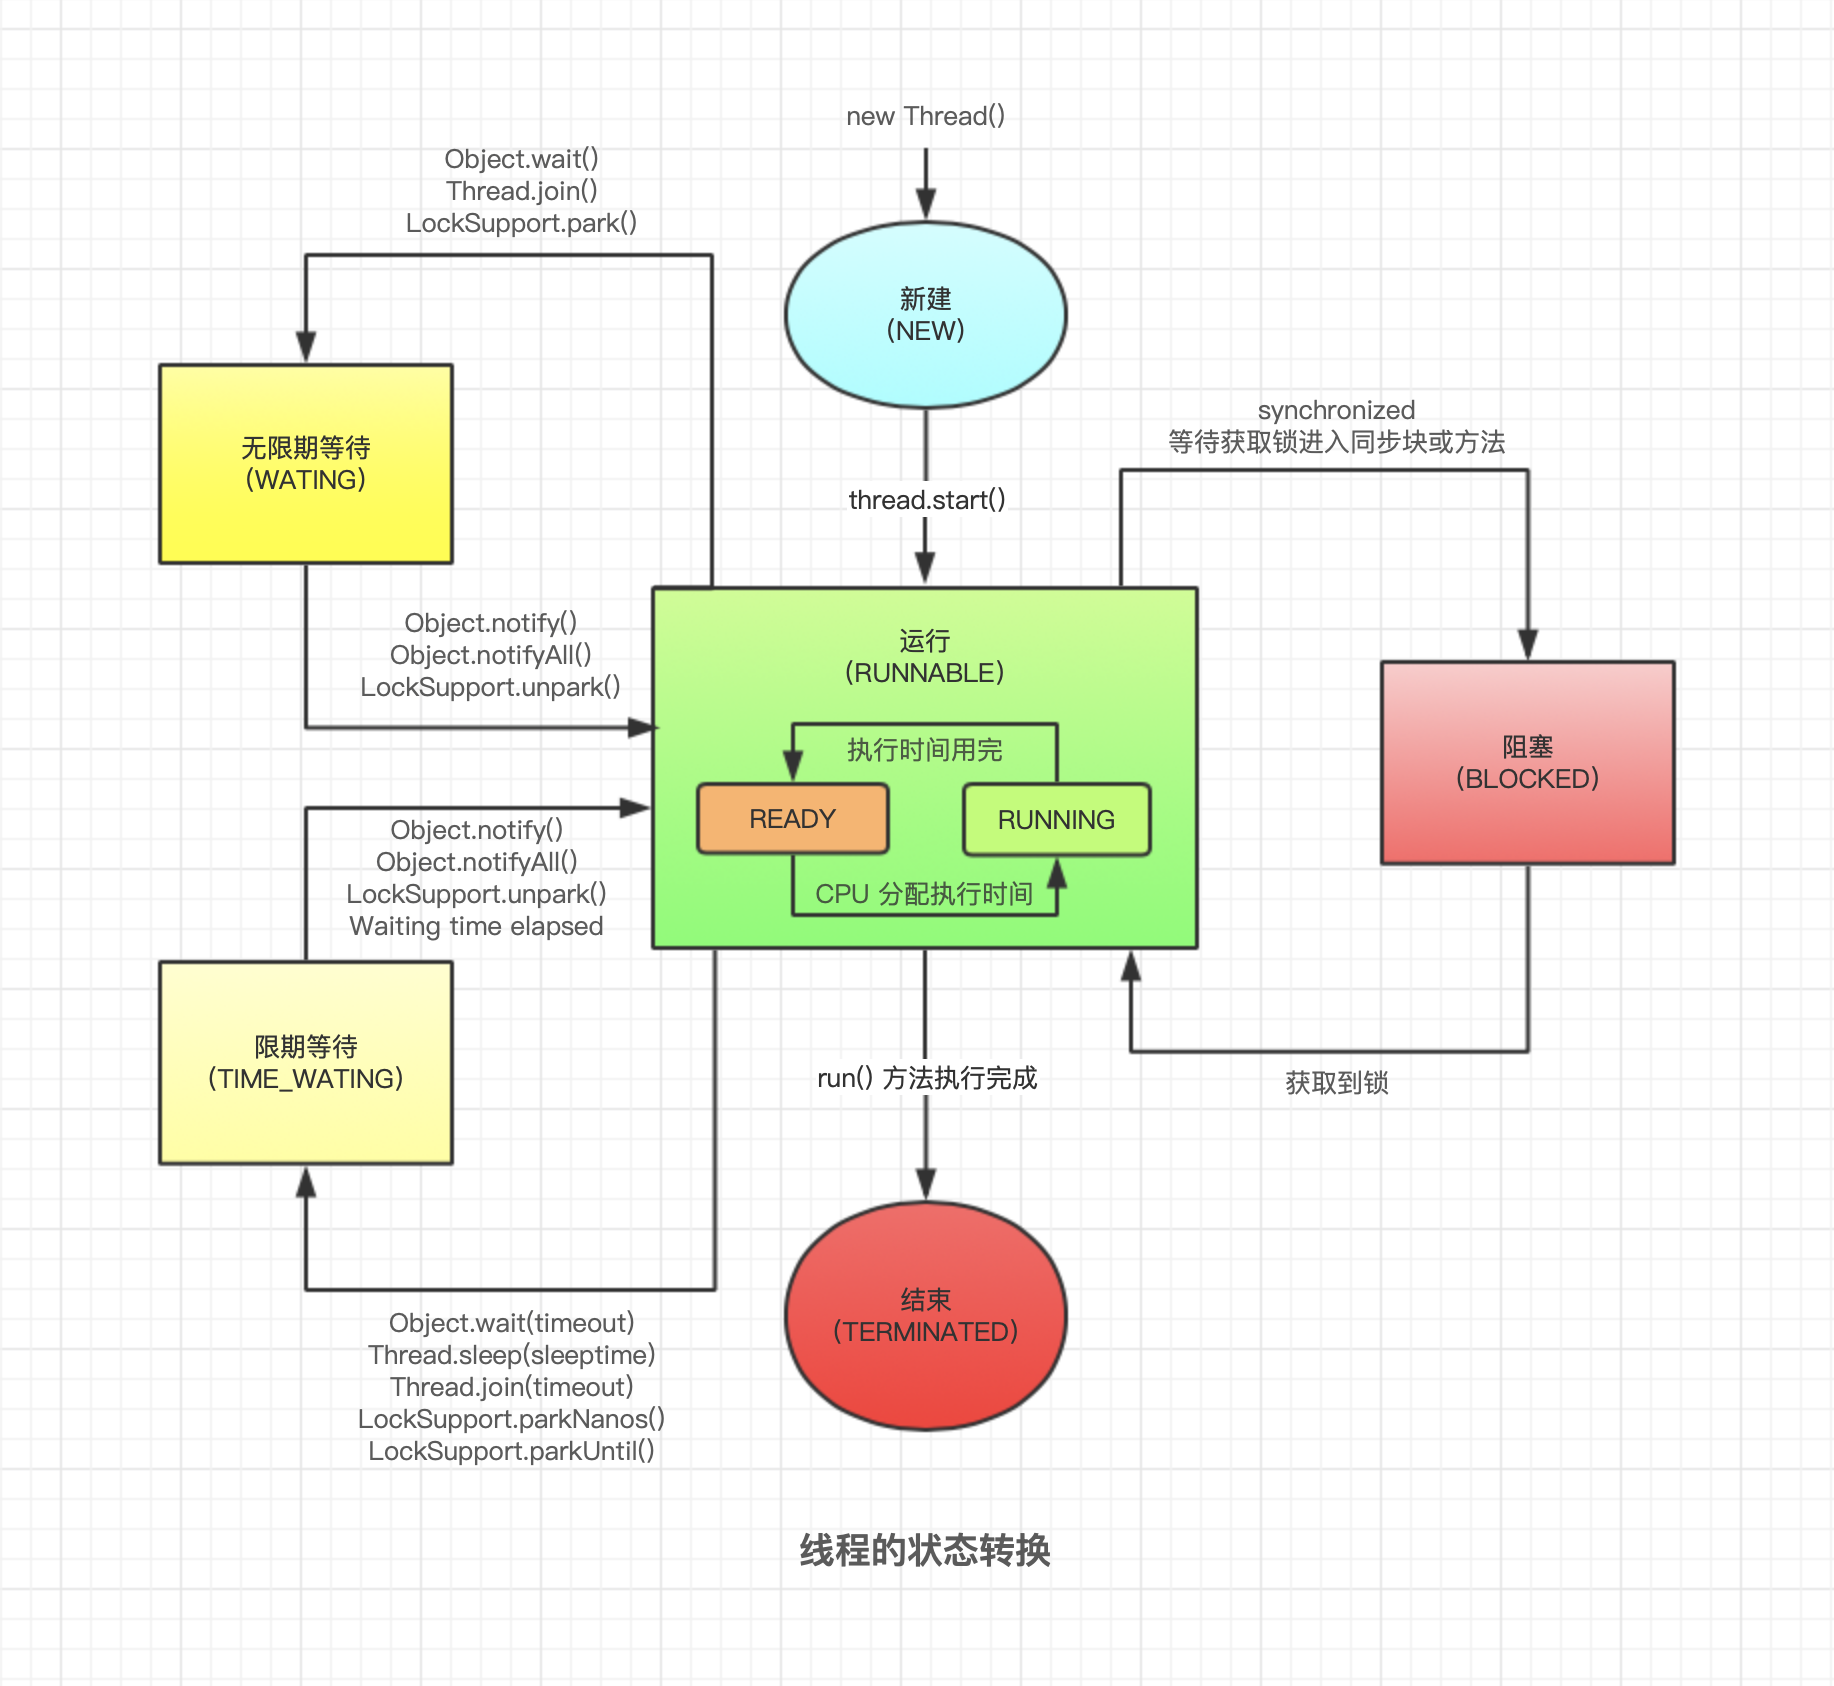 new Thread()
Object.wait()
Thread.join()
LockSupport.park()
新建
(NEW)
synchronized
等待获取锁进入同步块或方法
无限期等待
(WATING)
thread.start()
Object.notify()
Object.notifyAll()
LockSupport.unpark()
运行
(RUNNABLE)
执行时间用完
READY
RUNNING
CPU 分配执行时间
阻塞
(BLOCKED)
Object.notify()
Object.notifyAll()
LockSupport.unpark()
Waiting time elapsed
限期等待
(TIME_WATING)
run() 方法执行完成
获取到锁
结束
(TERMINATED)
Object.wait(timeout)
Thread.sleep(sleeptime)
Thread.join(timeout)
LockSupport.parkNanos()
LockSupport.parkUntil()
线程的状态转换